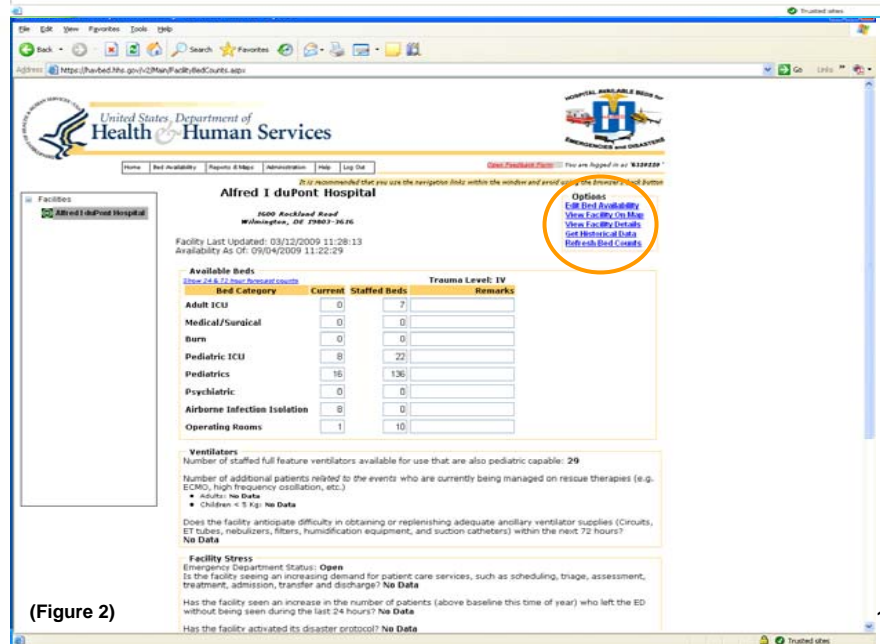 Trusted sites
File Edit View Favorites Tools Help
Back Search Favorites
Address https://havbed.hhs.gov/v2/Main/FacilityBedCounts.aspx Go Links
United States Department of
Health & Human Services
HOSPITAL AVAILABLE BEDS for
EMERGENCIES and DISASTERS
Home Bed Availability Reports & Maps Administration Help Log Out Open Feedback Form You are logged in as
It is recommended that you use the navigation links within the window and avoid using the browser's back button
Facilities
Alfred I duPont Hospital
Alfred I duPont Hospital
1600 Rockland Road
Wilmington, DE 19803-3616
Options
Edit Bed Availability
View Facility On Map
View Facility Details
Get Historical Data
Refresh Bed Counts
Facility Last Updated: 03/12/2009 11:28:13
Availability As Of: 09/04/2009 11:22:29
Available Beds
Show 24 & 72 hour forecast counts Trauma Level: IV
Bed Category Current Staffed Beds Remarks
Adult ICU 0 7
Medical/Surgical 0 0
Burn 0 0
Pediatric ICU 8 22
Pediatrics 16 136
Psychiatric 0 0
Airborne Infection Isolation 8 0
Operating Rooms 1 10
Ventilators
Number of staffed full feature ventilators available for use that are also pediatric capable: 29
Number of additional patients related to the events who are currently being managed on rescue therapies (e.g.
ECMO, high frequency osollation, etc.)
• Adults: No Data
• Children < 5 Kg: No Data
Does the facility antiopate difficulty in obtaining or replenishing adequate anollary ventilator supplies (Circuits,
ET tubes, nebulizers, filters, humidification equipment, and suction catheters) within the next 72 hours?
No Data
Facility Stress
Emergency Department Status: Open
Is the facility seeing an increasing demand for patient care services, such as scheduling, triage, assessment,
treatment, admission, transfer and discharge? No Data
Has the facility seen an increase in the number of patients (above baseline this time of year) who left the ED
without being seen during the last 24 hours? No Data
Has the facility activated its disaster protocol? No Data
(Figure 2)
Trusted sites